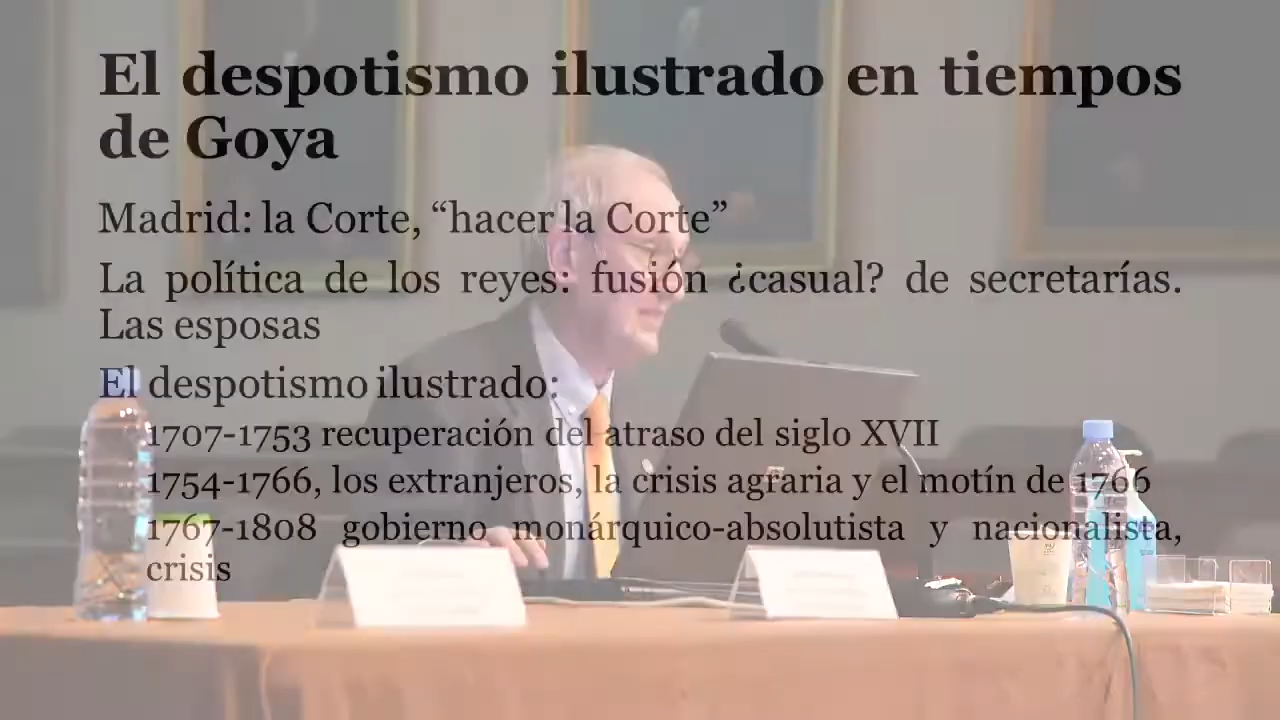 El despotismo ilustrado en tiempos
de Goya
Madrid: la Corte, “hacer la Corte”
La política de los reyes: fusión ¿casual? de secretarías.
Las esposas
El despotismo ilustrado:
1707-1753 recuperación del atraso del siglo XVII
1754-1766, los extranjeros, la crisis agraria y el motín de 1766
1767-1808 gobierno monárquico-absolutista y nacionalista,
crisis